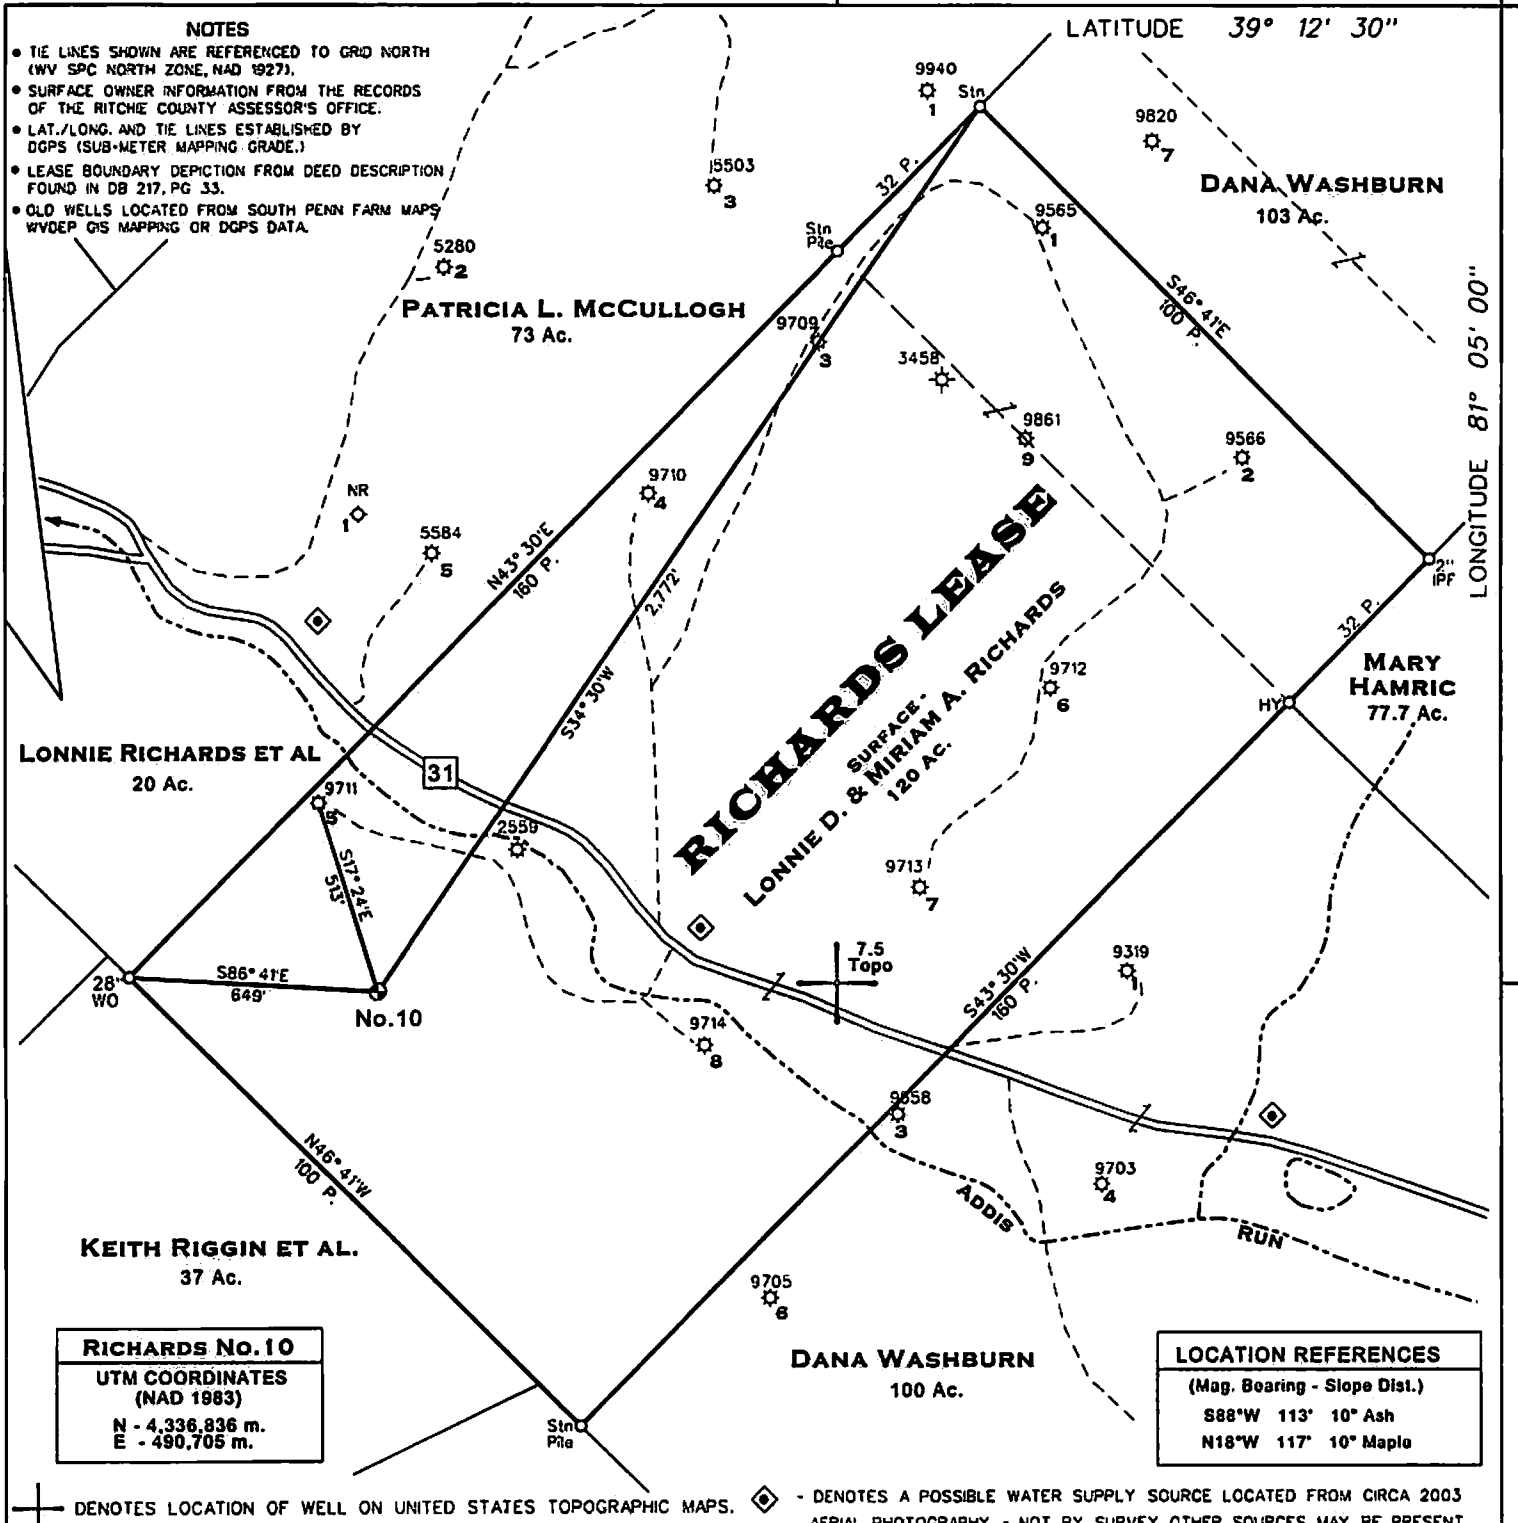 NOTES
• TIE LINES SHOWN ARE REFERENCED TO GRID NORTH
(WV SPC NORTH ZONE, NAD 1927).
• SURFACE OWNER INFORMATION FROM THE RECORDS
OF THE RITCHIE COUNTY ASSESSOR'S OFFICE.
• LAT./LONG. AND TIE LINES ESTABLISHED BY
DGPS (SUB-METER MAPPING GRADE.)
• LEASE BOUNDARY DEPICTION FROM DEED DESCRIPTION
FOUND IN DB 217, PG 33.
• OLD WELLS LOCATED FROM SOUTH PENN FARM MAPS
WVDEP GIS MAPPING OR DGPS DATA.
LATITUDE 39° 12' 30"
LONGITUDE 81° 05' 00"
9940
1
Stn
9820
7
DANA WASHBURN
103 Ac.
5503
3
32 P.
Stn
Pile
9565
1
5280
2
PATRICIA L. McCULLOGH
73 Ac.
S46° 41'E
100 P.
9709
3
3458
9861
9
9566
2
9710
4
NR
1
5584
5
N43° 30'E
160 P.
2,772'
S34° 30'W
2"
IPF
32 P.
RICHARDS LEASE
SURFACE -
LONNIE D. & MIRIAM A. RICHARDS
120 AC.
MARY
HAMRIC
77.7 Ac.
9712
6
HY
LONNIE RICHARDS ET AL
20 Ac.
31
9711
5
2559
S17° 24'E
513'
9713
7
7.5
Topo
9319
1
S43° 30'W
160 P.
28"
WO
S86° 41'E
649'
No.10
9714
8
9558
3
9703
4
ADDIS
RUN
N46° 41'W
100 P.
KEITH RIGGIN ET AL.
37 Ac.
9705
6
DANA WASHBURN
100 Ac.
Stn
Pile
RICHARDS No.10
UTM COORDINATES
(NAD 1983)
N - 4,336,836 m.
E - 490,705 m.
LOCATION REFERENCES
(Mag. Bearing - Slope Dist.)
S88°W 113' 10" Ash
N18°W 117' 10" Maple
DENOTES LOCATION OF WELL ON UNITED STATES TOPOGRAPHIC MAPS.
- DENOTES A POSSIBLE WATER SUPPLY SOURCE LOCATED FROM CIRCA 2003
AERIAL PHOTOGRAPHY - NOT BY SURVEY. OTHER SOURCES MAY BE PRESENT